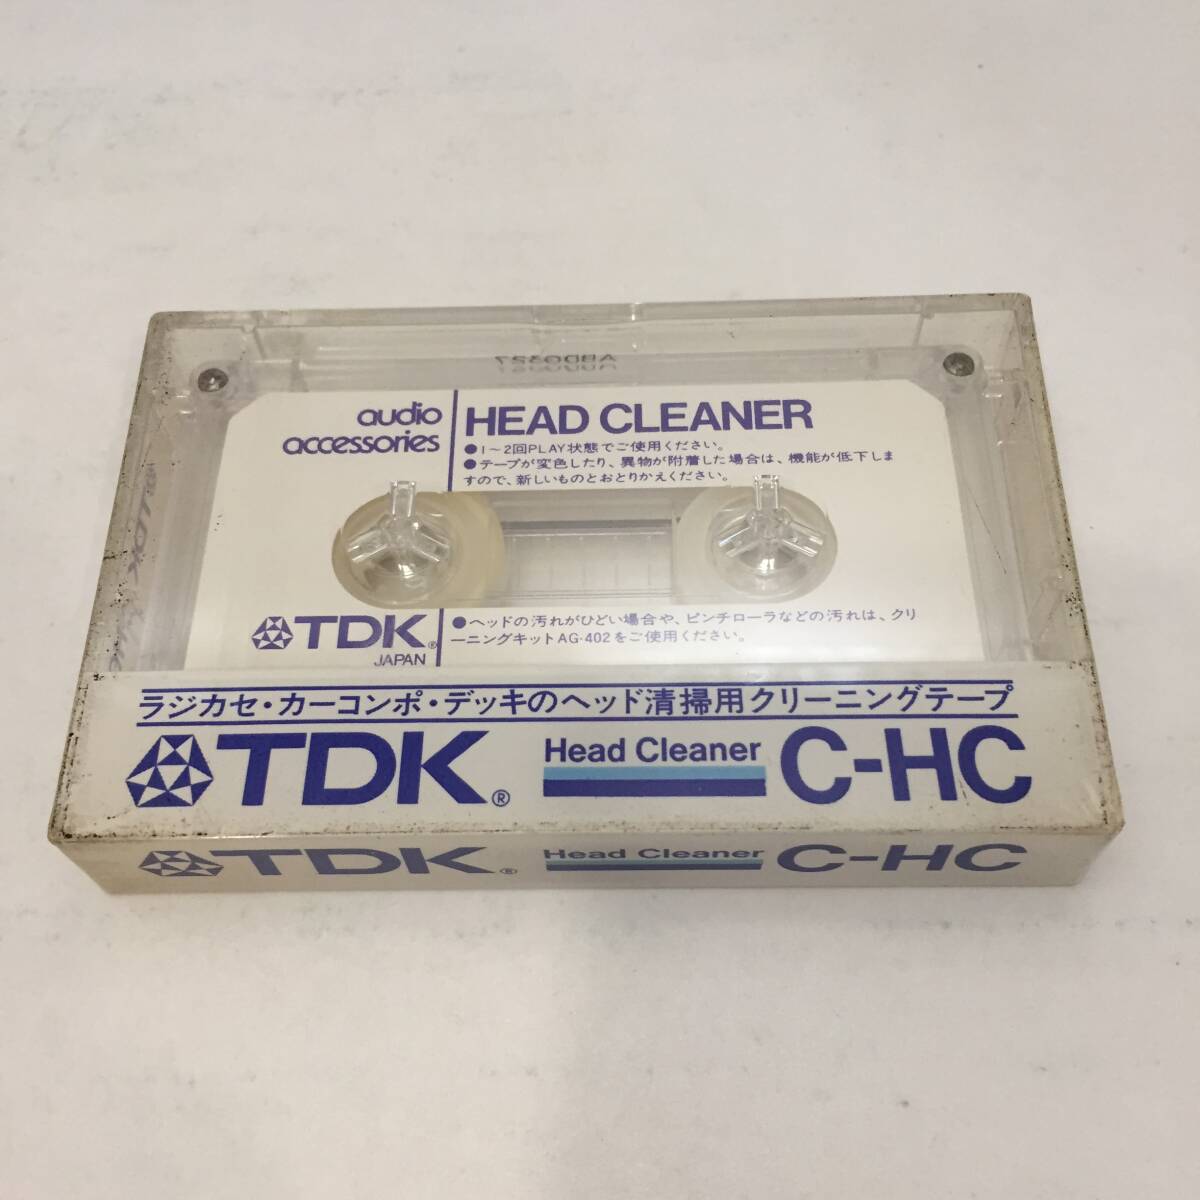 audio
accessories
HEAD CLEANER
●1～2回PLAY状態でご使用ください。
●テープが変色したり、異物が附着した場合は、機能が低下しま
すので、新しいものとおとりかえください。
TDK®
JAPAN
●ヘッドの汚れがひどい場合や、ピンチローラなどの汚れは、クリ
ーニングキットAG-402をご使用ください。
ラジカセ・カーコンポ・デッキのヘッド清掃用クリーニングテープ
TDK® Head Cleaner C-HC
TDK® Head Cleaner C-HC